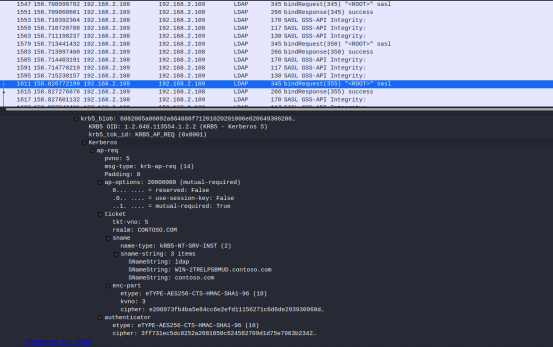 1547 158.708998782 192.168.2.108 192.168.2.109 LDAP 345 bindRequest(345) "<ROOT>" sasl
1551 158.709860661 192.168.2.109 192.168.2.108 LDAP 266 bindResponse(345) success
1553 158.710392364 192.168.2.108 192.168.2.109 LDAP 170 SASL GSS-API Integrity:
1559 158.710728706 192.168.2.109 192.168.2.108 LDAP 117 SASL GSS-API Integrity:
1563 158.711198237 192.168.2.108 192.168.2.109 LDAP 130 SASL GSS-API Integrity:
1579 158.713441432 192.168.2.108 192.168.2.109 LDAP 345 bindRequest(350) "<ROOT>" sasl
1583 158.713997460 192.168.2.109 192.168.2.108 LDAP 266 bindResponse(350) success
1585 158.714403191 192.168.2.108 192.168.2.109 LDAP 170 SASL GSS-API Integrity:
1591 158.714770219 192.168.2.109 192.168.2.108 LDAP 117 SASL GSS-API Integrity:
1595 158.715230157 192.168.2.108 192.168.2.109 LDAP 130 SASL GSS-API Integrity:
1611 158.826772199 192.168.2.108 192.168.2.109 LDAP 345 bindRequest(355) "<ROOT>" sasl
1615 158.827276876 192.168.2.109 192.168.2.108 LDAP 266 bindResponse(355) success
1617 158.827601132 192.168.2.108 192.168.2.109 LDAP 170 SASL GSS-API Integrity:
krb5_blob: 6082065a06092a864886f71201020201006e820649308206…
KRB5 OID: 1.2.840.113554.1.2.2 (KRB5 - Kerberos 5)
krb5_tok_id: KRB5_AP_REQ (0x0001)
Kerberos
ap-req
pvno: 5
msg-type: krb-ap-req (14)
Padding: 0
ap-options: 20000000 (mutual-required)
0... .... = reserved: False
.0.. .... = use-session-key: False
..1. .... = mutual-required: True
ticket
tkt-vno: 5
realm: CONTOSO.COM
sname
name-type: kRB5-NT-SRV-INST (2)
sname-string: 3 items
SNameString: ldap
SNameString: WIN-2TRELPSBMUD.contoso.com
SNameString: contoso.com
enc-part
etype: eTYPE-AES256-CTS-HMAC-SHA1-96 (18)
kvno: 3
cipher: e208973fb4ba5e84cc6e2efd11156271c6d6de293930960d…
authenticator
etype: eTYPE-AES256-CTS-HMAC-SHA1-96 (18)
cipher: 3ff731ec5dc9252a2681050c624582709d1d75e7963b2342…